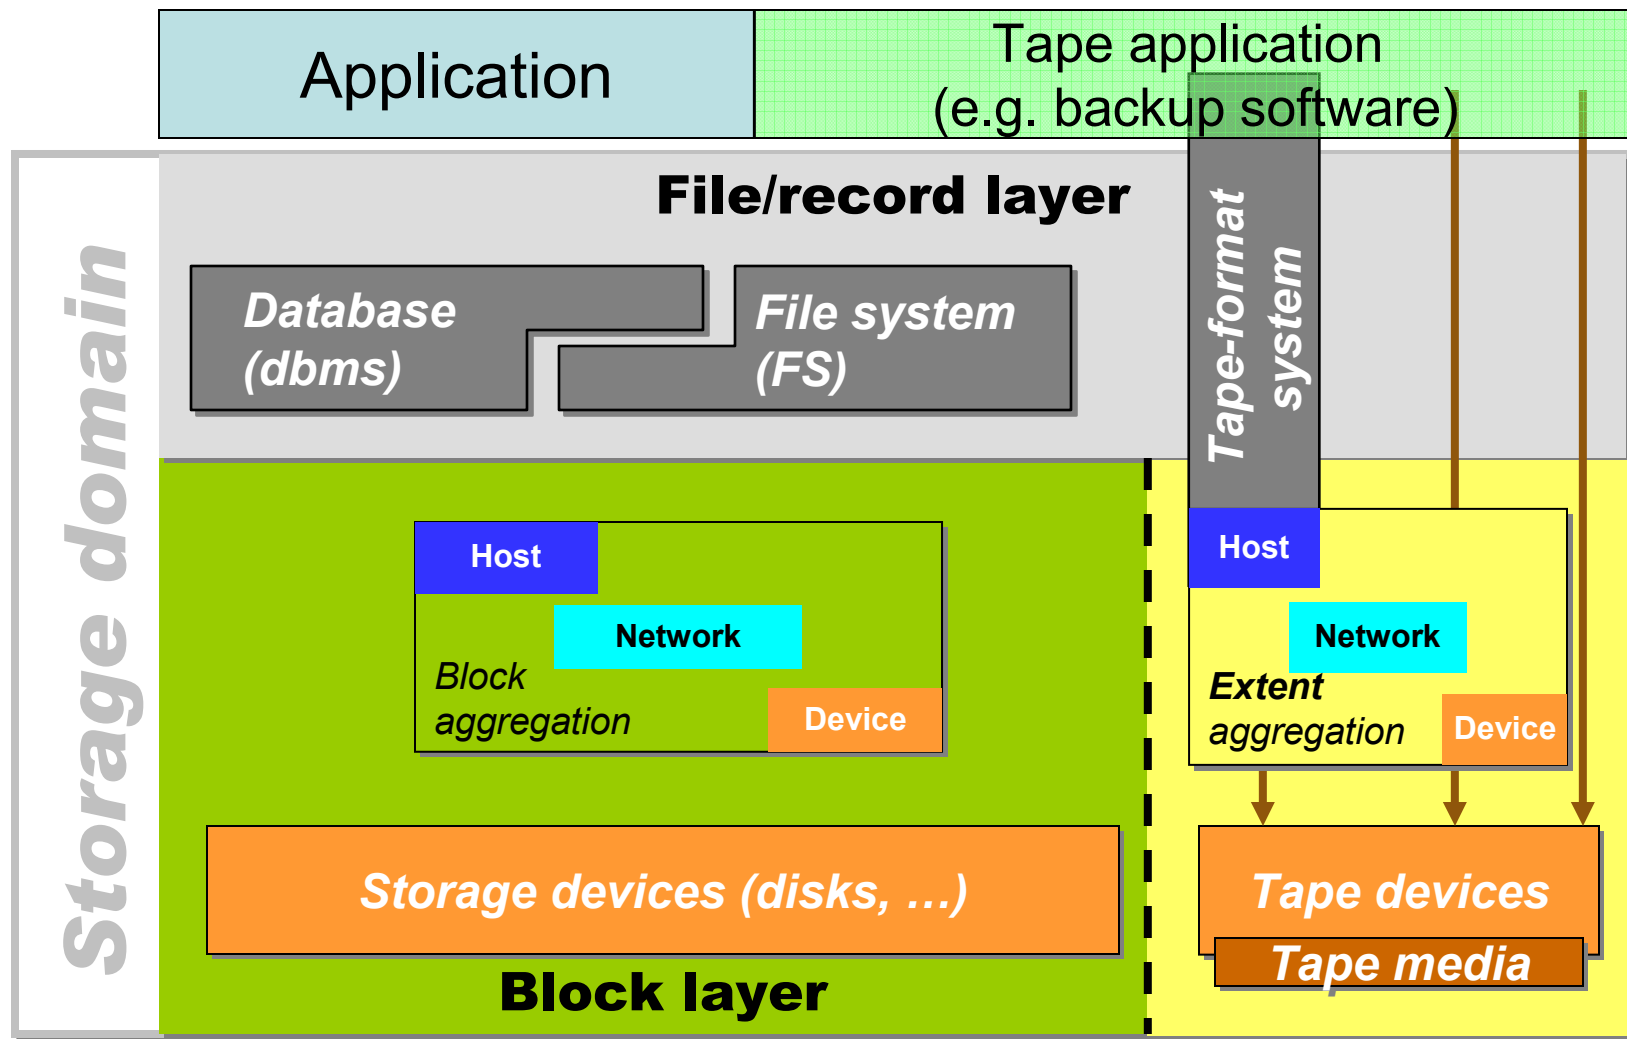 Application
Tape application
(e.g. backup software)
Storage domain
File/record layer
Database
(dbms)
File system
(FS)
Tape-format
system
Host
Network
Block
aggregation
Device
Host
Network
Extent
aggregation
Device
Storage devices (disks, …)
Tape devices
Tape media
Block layer